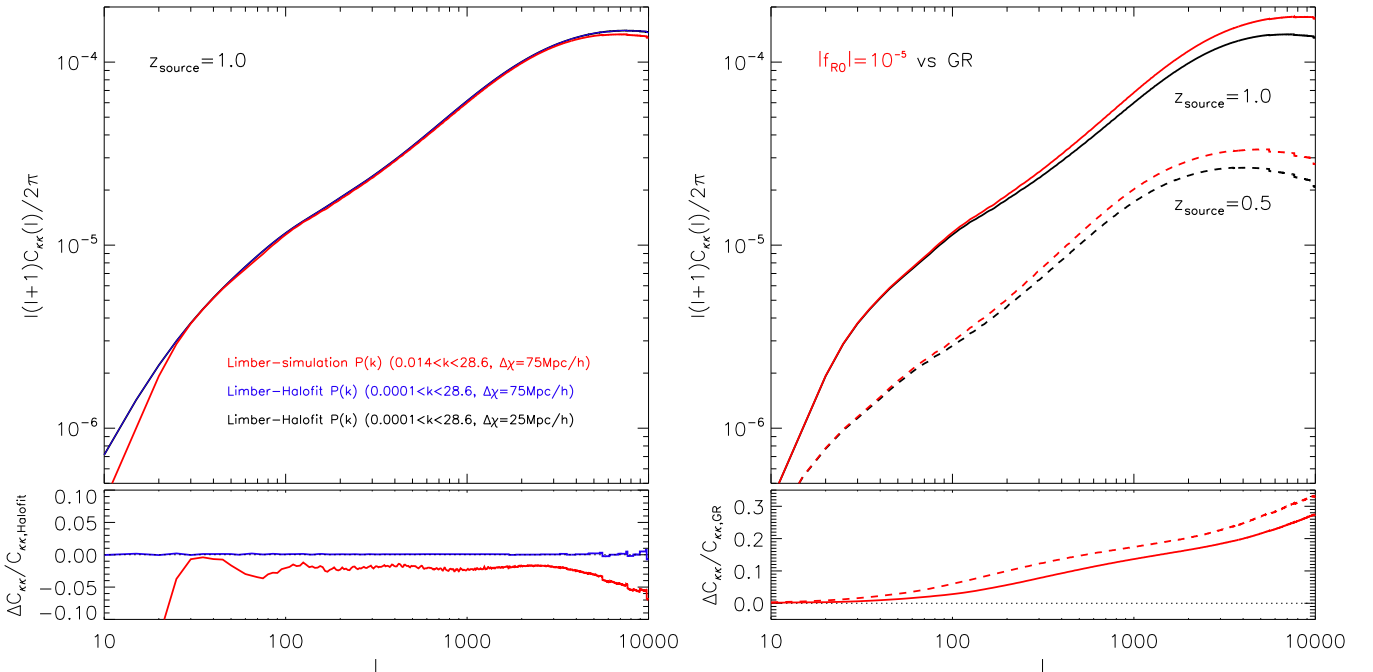 z_source=1.0
l(l+1)C_κκ(l)/2π
10⁻⁴
10⁻⁵
10⁻⁶
Limber−simulation P(k) (0.014<k<28.6, Δχ=75Mpc/h)
Limber−Halofit P(k) (0.0001<k<28.6, Δχ=75Mpc/h)
Limber−Halofit P(k) (0.0001<k<28.6, Δχ=25Mpc/h)
ΔC_κκ/C_κκ,Halofit
0.10
0.05
0.00
−0.05
−0.10
10 100 1000 10000
l
|f_R0|=10⁻⁵ vs GR
z_source=1.0
z_source=0.5
l(l+1)C_κκ(l)/2π
10⁻⁴
10⁻⁵
10⁻⁶
ΔC_κκ/C_κκ,GR
0.3
0.2
0.1
0.0
10 100 1000 10000
l